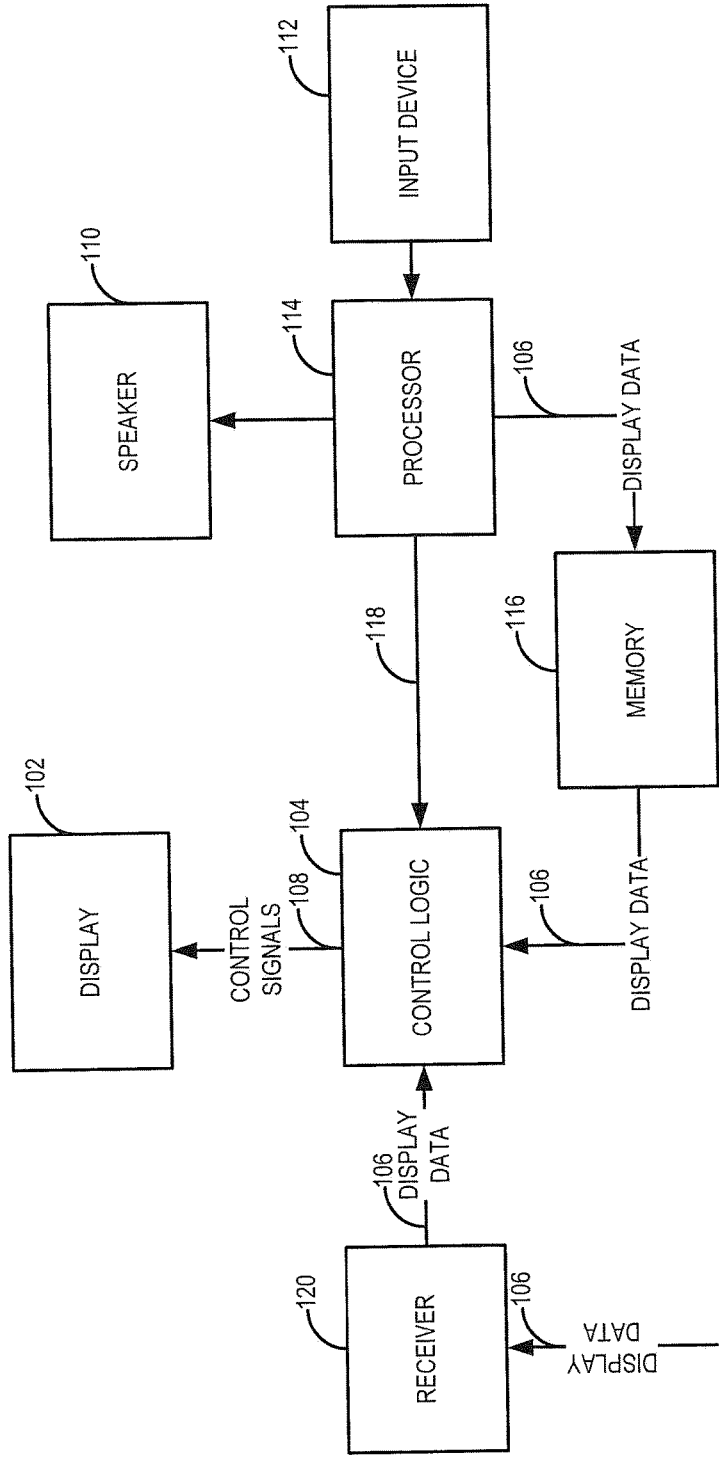 112
INPUT DEVICE
110
SPEAKER
114
PROCESSOR
106
DISPLAY DATA
118
116
MEMORY
102
DISPLAY
CONTROL
SIGNALS
108
104
CONTROL LOGIC
106
DISPLAY DATA
106
DISPLAY
DATA
120
RECEIVER
106
DISPLAY
DATA